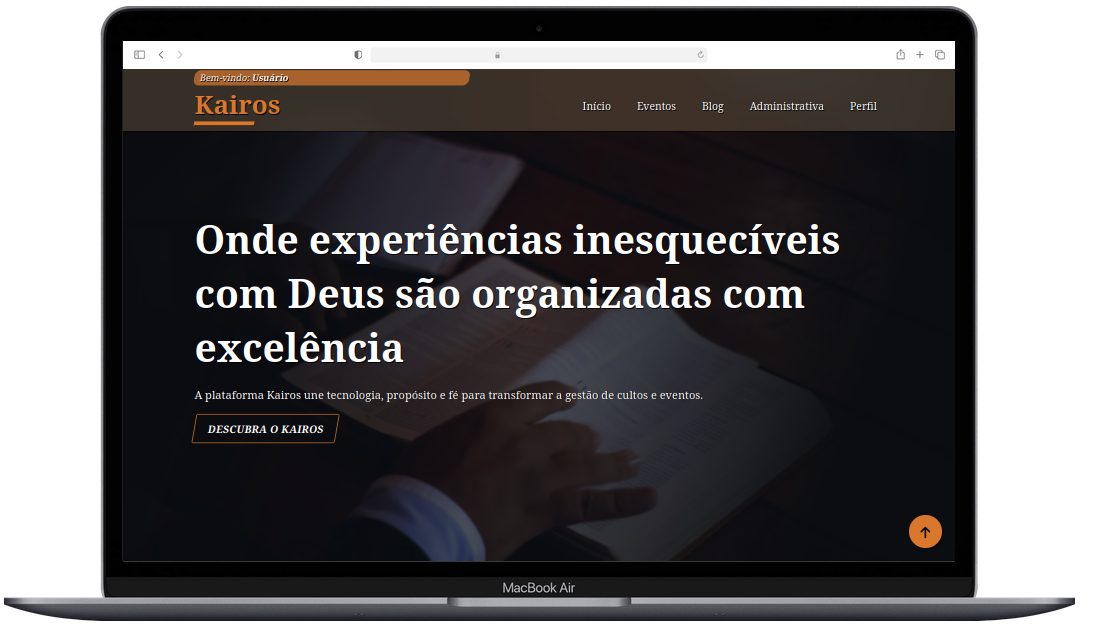 Bem-vindo: Usuário
Kairos
Início Eventos Blog Administrativa Perfil
Onde experiências inesquecíveis
com Deus são organizadas com
excelência
A plataforma Kairos une tecnologia, propósito e fé para transformar a gestão de cultos e eventos.
DESCUBRA O KAIROS
MacBook Air